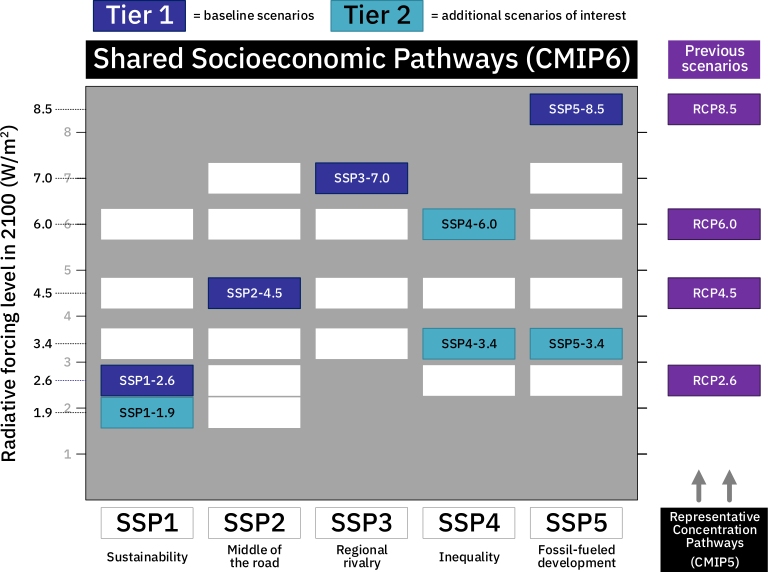 Tier 1 = baseline scenarios Tier 2 = additional scenarios of interest
Shared Socioeconomic Pathways (CMIP6)
Previous
scenarios
Radiative forcing level in 2100 (W/m²)
8.5
8
7.0
7
6.0
6
5
4.5
4
3.4
3
2.6
2
1.9
1
SSP5-8.5
RCP8.5
SSP3-7.0
SSP4-6.0
RCP6.0
SSP2-4.5
RCP4.5
SSP4-3.4
SSP5-3.4
SSP1-2.6
RCP2.6
SSP1-1.9
SSP1
SSP2
SSP3
SSP4
SSP5
Sustainability
Middle of
the road
Regional
rivalry
Inequality
Fossil-fueled
development
Representative
Concentration
Pathways
(CMIP5)